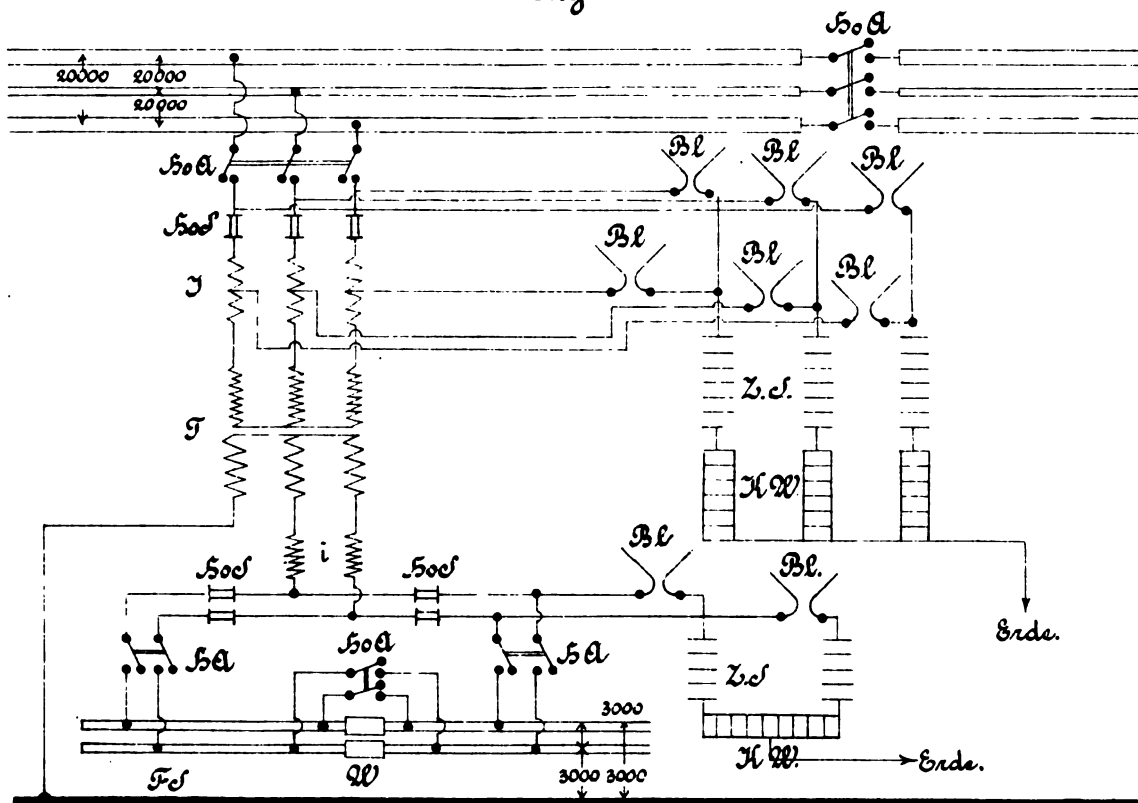 HoA
20000 20000
20000
HoA
Bl Bl Bl
HoS
Bl Bl Bl
J
Z.S.
T
KW.
i
Bl
HoS HoS
Bl.
Erde.
HA HoA HA
Z.S
3000
KW. Erde.
3000 3000
FS W